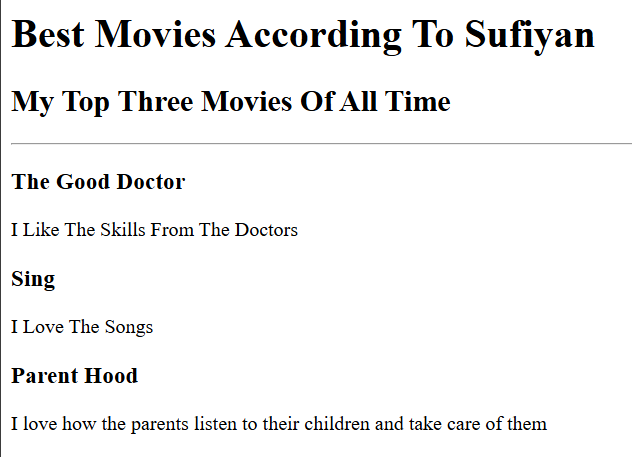 Best Movies According To Sufiyan
My Top Three Movies Of All Time
The Good Doctor
I Like The Skills From The Doctors
Sing
I Love The Songs
Parent Hood
I love how the parents listen to their children and take care of them